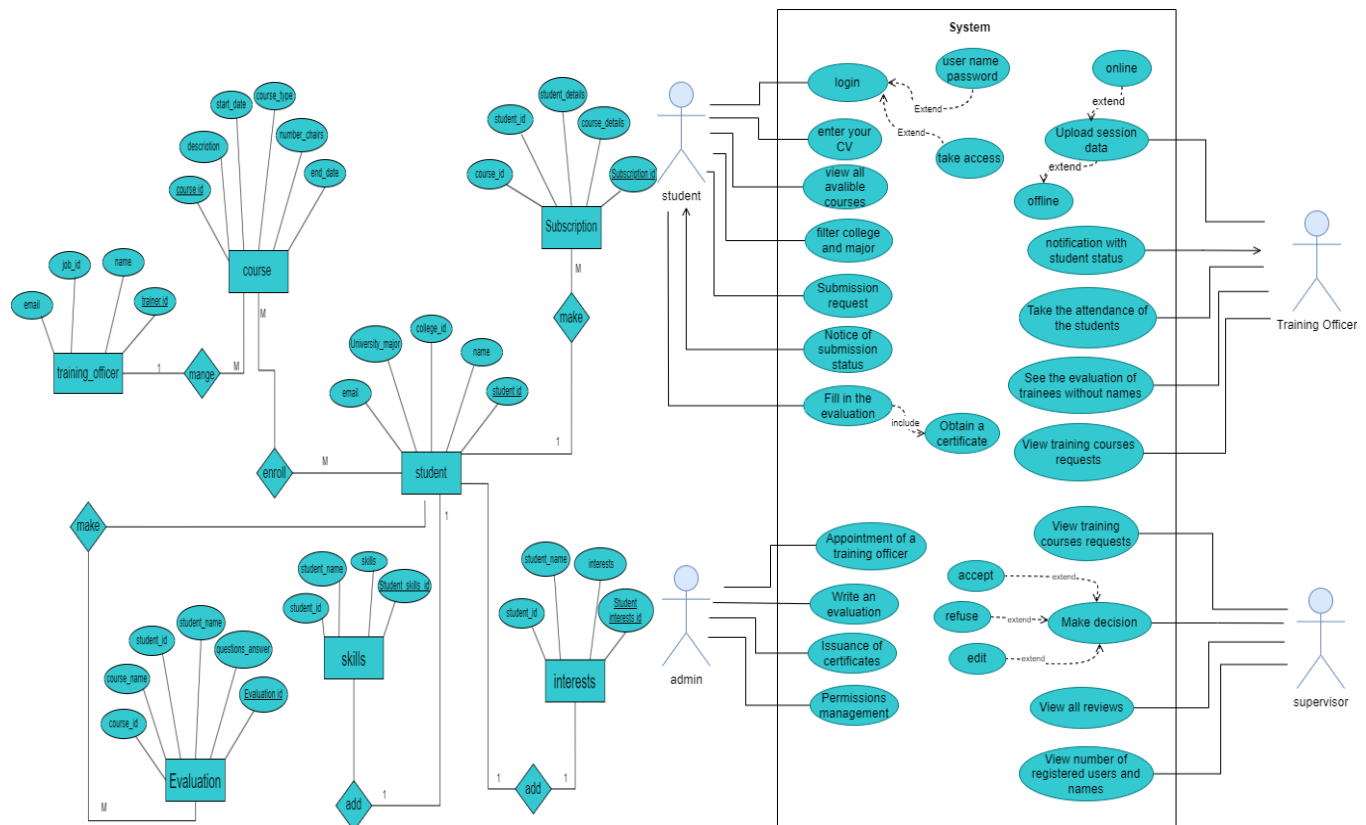 course_type
start_date
number_chairs
descrintion
end_date
course id
course
job_id
name
email
trainer.id
training_officer
1
mange
M
M
student_details
student_id
course_details
course_id
Subscription id
Subscription
M
make
1
college_id
University_major
name
email
student.id
student
enroll
M
make
1
student_name
skills
student_id
Student_skills_id
skills
add
1
student_name
interests
student_id
Student
interests.id
interests
1
add
1
student_name
student_id
questions_answer
course_name
Evaluation id
course_id
Evaluation
M
System
student
login
user name
password
Extend
Extend
take access
enter your
CV
view all
avalible
courses
filter college
and major
Submission
request
Notice of
submission
status
Fill in the
evaluation
include
Obtain a
certificate
online
extend
Upload session
data
extend
offline
notification with
student status
Take the attendance of
the students
See the evaluation of
trainees without names
View training courses
requests
Training Officer
admin
Appointment of a
training officer
Write an
evaluation
Issuance of
certificates
Permissions
management
View training
courses requests
accept
extend
refuse
extend
Make decision
edit
extend
View all reviews
View number of
registered users and
names
supervisor